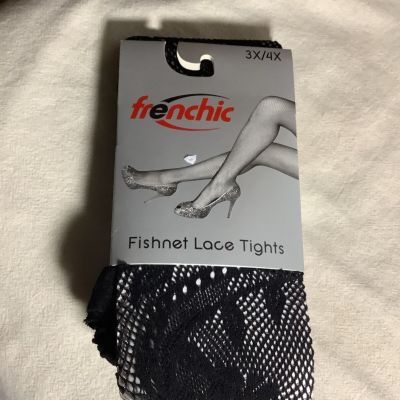 3X/4X
frenchic
Fishnet Lace Tights